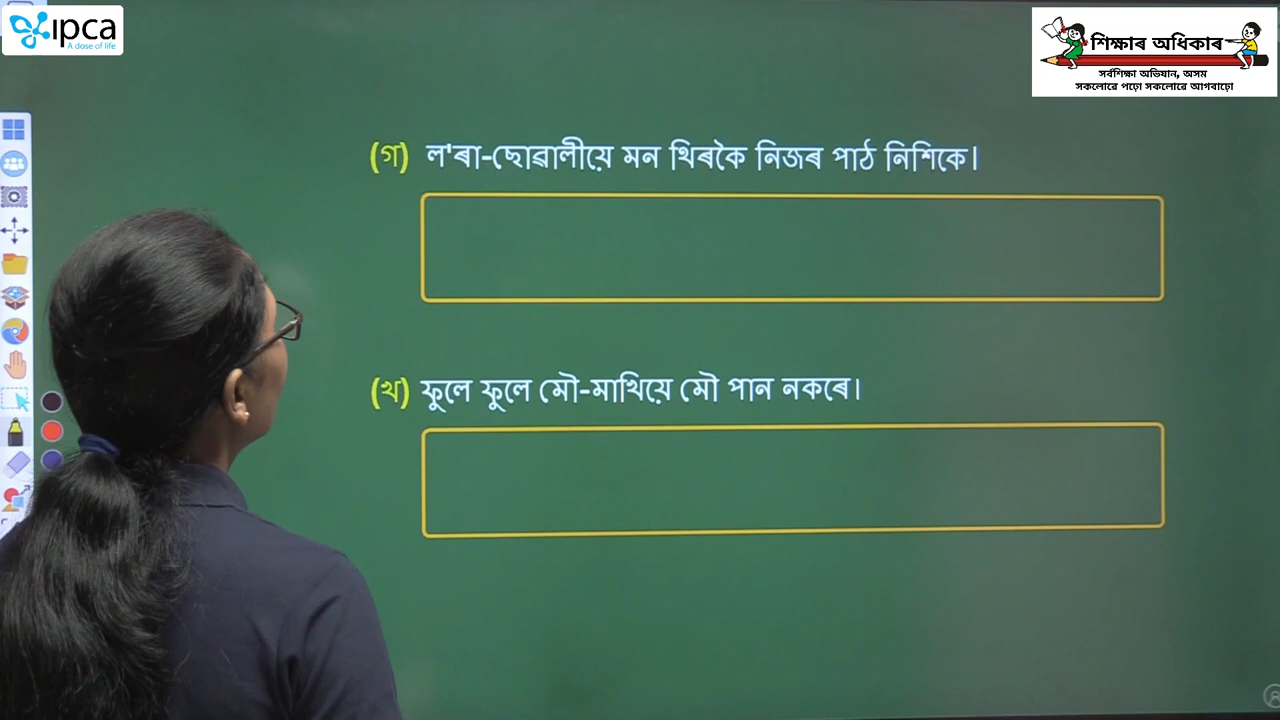 ipca
A dose of life
শিক্ষাৰ অধিকাৰ
সৰ্বশিক্ষা অভিযান, অসম
সকলোৱে পঢ়ো সকলোৱে আগবাঢ়ো
(গ) ল'ৰা-ছোৱালীয়ে মন থিৰকৈ নিজৰ পাঠ নিশিকে।
(খ) ফুলে ফুলে মৌ-মাখিয়ে মৌ পান নকৰে।